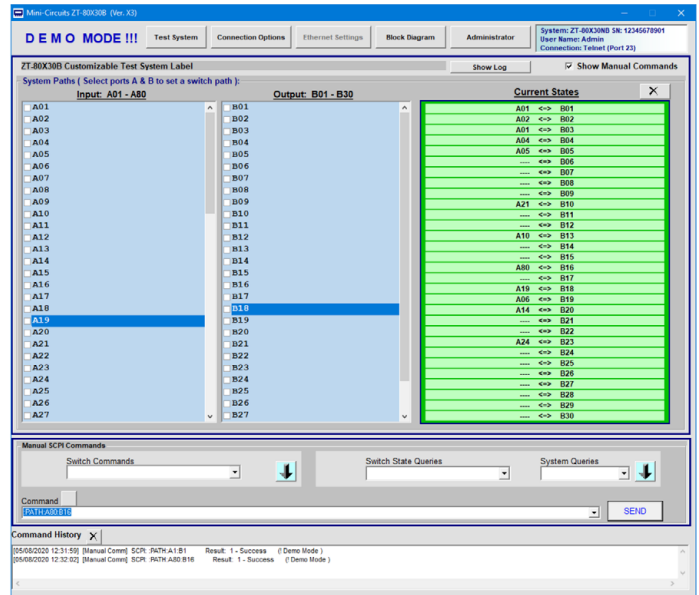 Mini-Circuits ZT-80X30B (Ver. X3)
D E M O MODE !!!
Test System
Connection Options
Ethernet Settings
Block Diagram
Administrator
System: ZT-80X30NB SN: 12345678901
User Name: Admin
Connection: Telnet (Port 23)
ZT-80X30B Customizable Test System Label
Show Log
Show Manual Commands
System Paths ( Select ports A & B to set a switch path ):
Input: A01 - A80
Output: B01 - B30
Current States
X
A01
A02
A03
A04
A05
A06
A07
A08
A09
A10
A11
A12
A13
A14
A15
A16
A17
A18
A19
A20
A21
A22
A23
A24
A25
A26
A27
B01
B02
B03
B04
B05
B06
B07
B08
B09
B10
B11
B12
B13
B14
B15
B16
B17
B18
B19
B20
B21
B22
B23
B24
B25
B26
B27
A01 <=> B01
A02 <=> B02
A01 <=> B03
A04 <=> B04
A05 <=> B05
---- <=> B06
---- <=> B07
---- <=> B08
---- <=> B09
A21 <=> B10
---- <=> B11
---- <=> B12
A10 <=> B13
---- <=> B14
---- <=> B15
A80 <=> B16
---- <=> B17
A19 <=> B18
A06 <=> B19
A14 <=> B20
---- <=> B21
---- <=> B22
A24 <=> B23
---- <=> B24
---- <=> B25
---- <=> B26
---- <=> B27
---- <=> B28
---- <=> B29
---- <=> B30
Manual SCPI Commands
Switch Commands
Switch State Queries
System Queries
Command
:PATH:A80:B16
SEND
Command History X
[05/08/2020 12:31:59] [Manual Comm] SCPI: :PATH:A1:B1 Result: 1 - Success (! Demo Mode )
[05/08/2020 12:32:02] [Manual Comm] SCPI: :PATH:A80:B16 Result: 1 - Success (! Demo Mode )